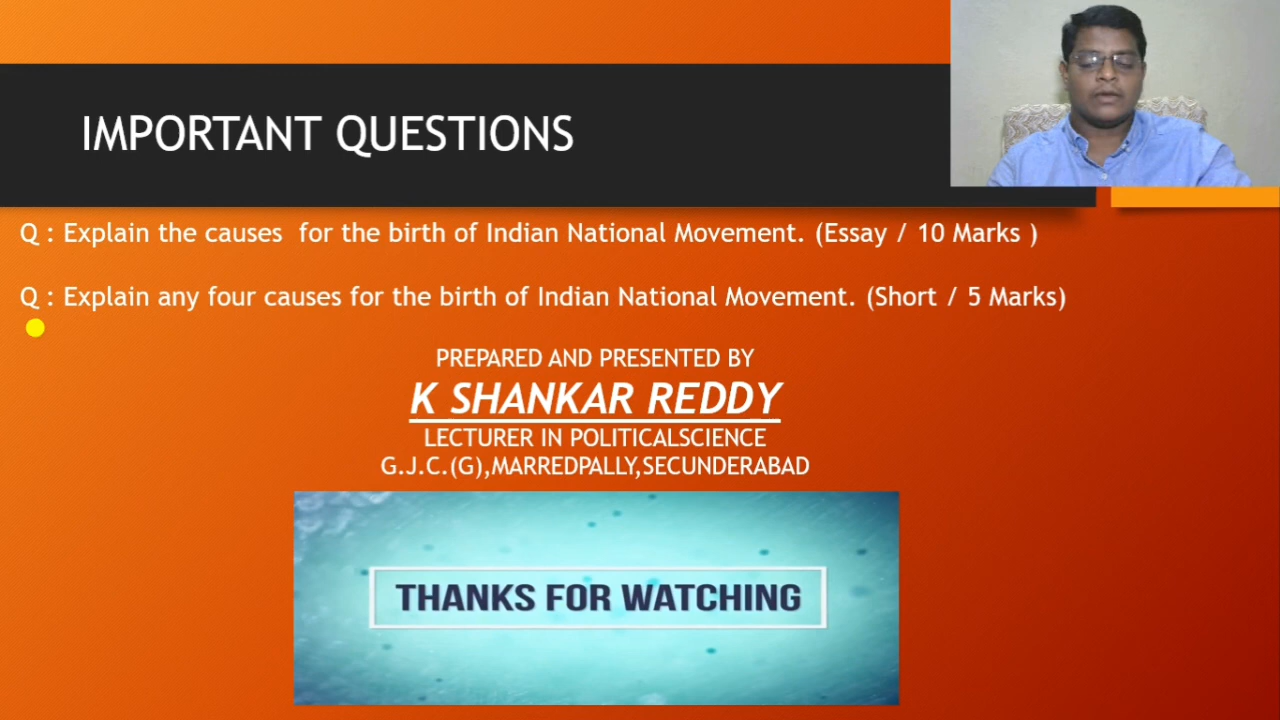 IMPORTANT QUESTIONS
Q : Explain the causes  for the birth of Indian National Movement. (Essay / 10 Marks )
Q : Explain any four causes for the birth of Indian National Movement. (Short / 5 Marks)
PREPARED AND PRESENTED BY
K SHANKAR REDDY
LECTURER IN POLITICALSCIENCE
G.J.C.(G),MARREDPALLY,SECUNDERABAD
THANKS FOR WATCHING